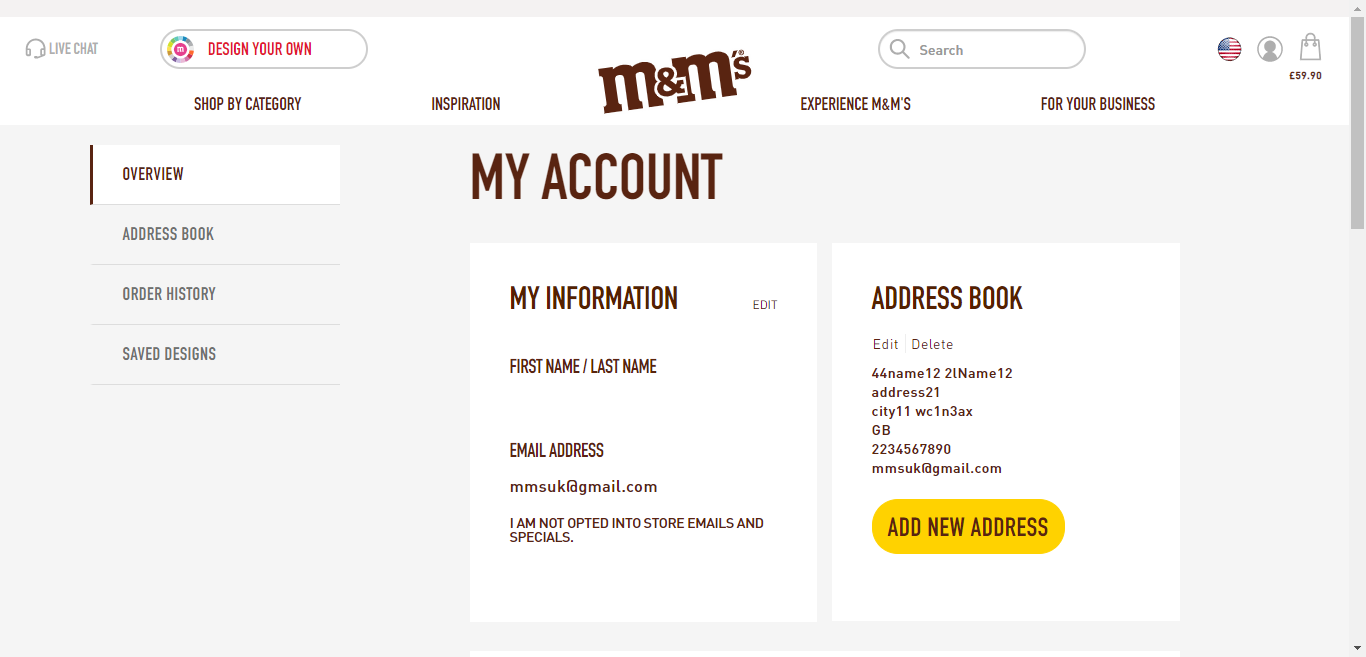 LIVE CHAT
m
DESIGN YOUR OWN
Search
£59.90
m&m's®
SHOP BY CATEGORY
INSPIRATION
EXPERIENCE M&M'S
FOR YOUR BUSINESS
OVERVIEW
ADDRESS BOOK
ORDER HISTORY
SAVED DESIGNS
MY ACCOUNT
MY INFORMATION
EDIT
FIRST NAME / LAST NAME
EMAIL ADDRESS
mmsuk@gmail.com
I AM NOT OPTED INTO STORE EMAILS AND
SPECIALS.
ADDRESS BOOK
Edit | Delete
44name12 2lName12
address21
city11 wc1n3ax
GB
2234567890
mmsuk@gmail.com
ADD NEW ADDRESS